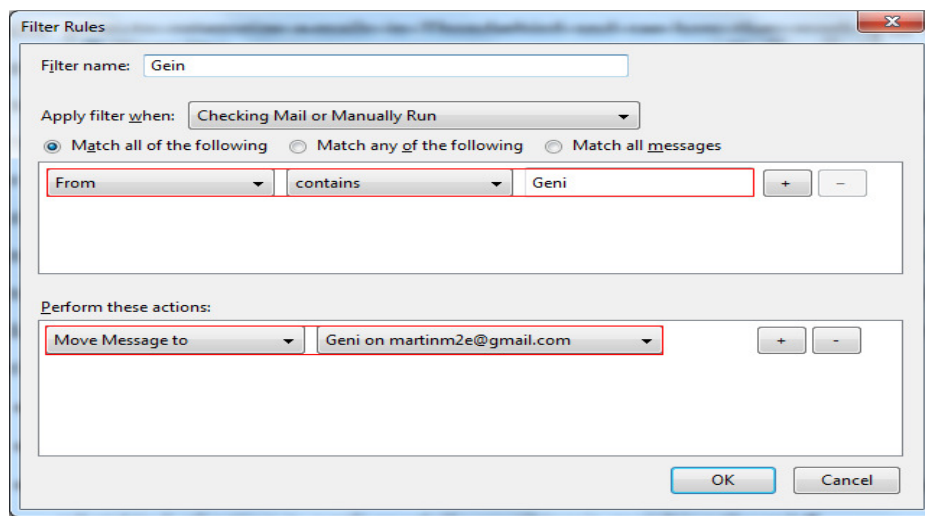 Filter Rules
Filter name: Gein
Apply filter when: Checking Mail or Manually Run
Match all of the following Match any of the following Match all messages
From contains Geni + -
Perform these actions:
Move Message to Geni on martinm2e@gmail.com + -
OK Cancel